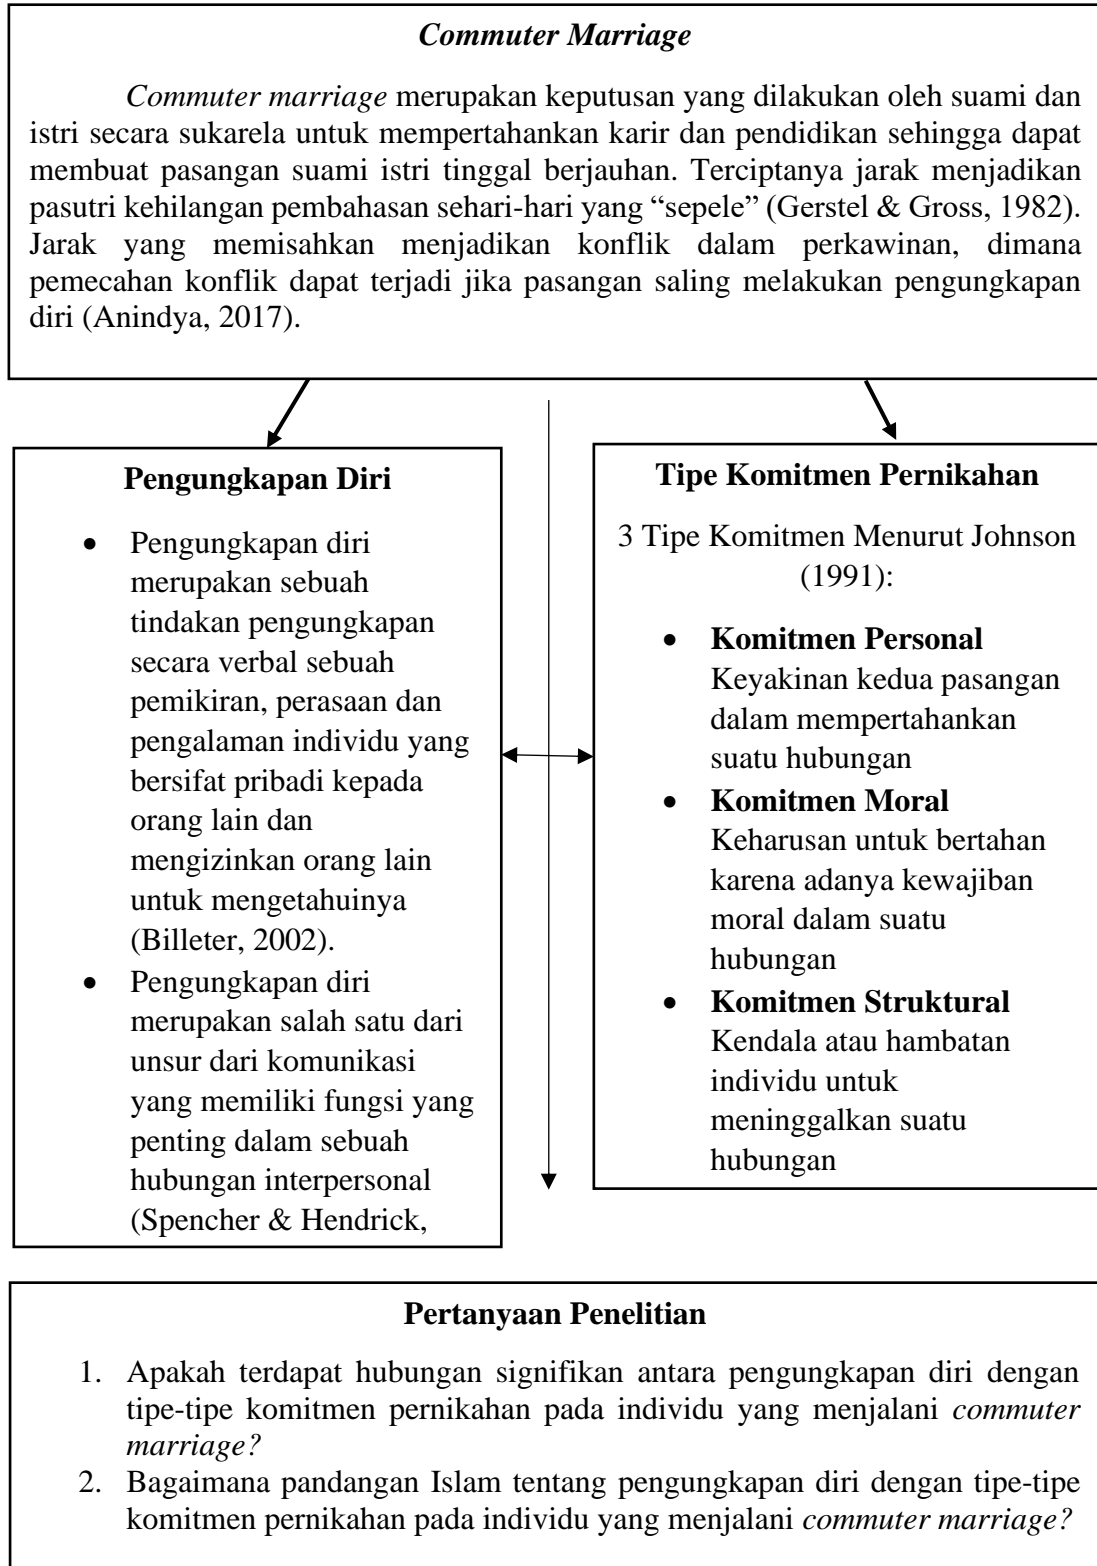 Commuter Marriage
Commuter marriage merupakan keputusan yang dilakukan oleh suami dan
istri secara sukarela untuk mempertahankan karir dan pendidikan sehingga dapat
membuat pasangan suami istri tinggal berjauhan. Terciptanya jarak menjadikan
pasutri kehilangan pembahasan sehari-hari yang “sepele” (Gerstel & Gross, 1982).
Jarak yang memisahkan menjadikan konflik dalam perkawinan, dimana
pemecahan konflik dapat terjadi jika pasangan saling melakukan pengungkapan
diri (Anindya, 2017).
Pengungkapan Diri
• Pengungkapan diri
merupakan sebuah
tindakan pengungkapan
secara verbal sebuah
pemikiran, perasaan dan
pengalaman individu yang
bersifat pribadi kepada
orang lain dan
mengizinkan orang lain
untuk mengetahuinya
(Billeter, 2002).
• Pengungkapan diri
merupakan salah satu dari
unsur dari komunikasi
yang memiliki fungsi yang
penting dalam sebuah
hubungan interpersonal
(Spencher & Hendrick,
Tipe Komitmen Pernikahan
3 Tipe Komitmen Menurut Johnson
(1991):
• Komitmen Personal
Keyakinan kedua pasangan
dalam mempertahankan
suatu hubungan
• Komitmen Moral
Keharusan untuk bertahan
karena adanya kewajiban
moral dalam suatu
hubungan
• Komitmen Struktural
Kendala atau hambatan
individu untuk
meninggalkan suatu
hubungan
Pertanyaan Penelitian
1. Apakah terdapat hubungan signifikan antara pengungkapan diri dengan
tipe-tipe komitmen pernikahan pada individu yang menjalani commuter
marriage?
2. Bagaimana pandangan Islam tentang pengungkapan diri dengan tipe-tipe
komitmen pernikahan pada individu yang menjalani commuter marriage?